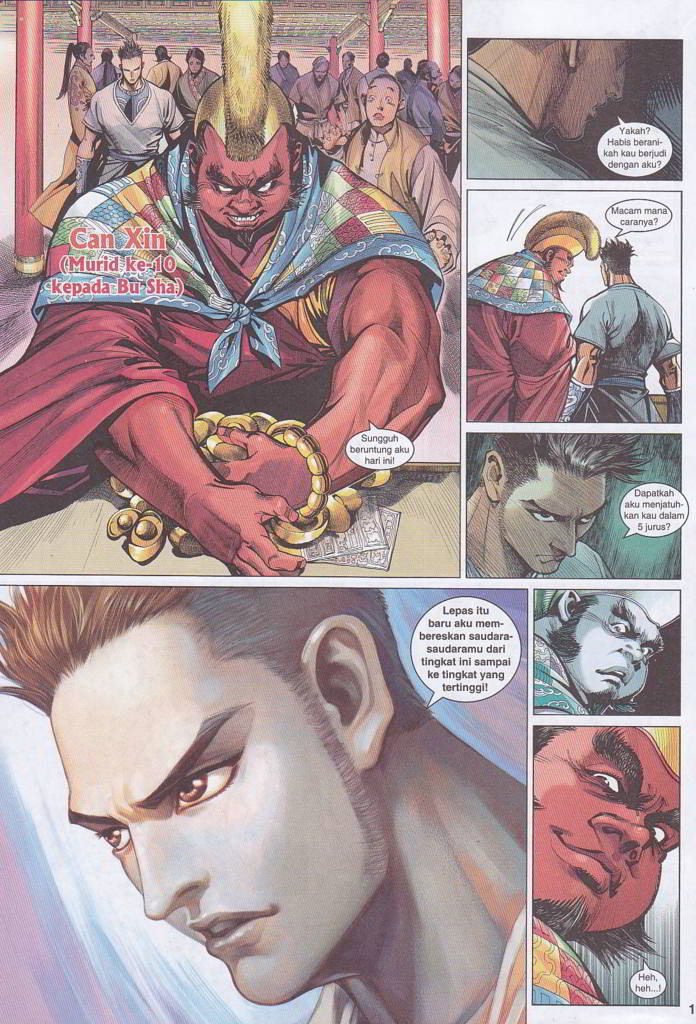 Can Xin
(Murid ke-10
kepada Bu Sha)
Sungguh
beruntung aku
hari ini!
Yakah?
Habis berani-
kah kau berjudi
dengan aku?
Macam mana
caranya?
Dapatkah
aku menjatuh-
kan kau dalam
5 jurus?
Lepas itu
baru aku mem-
bereskan saudara-
saudaramu dari
tingkat ini sampai
ke tingkat yang
tertinggi!
Heh,
heh...!
1